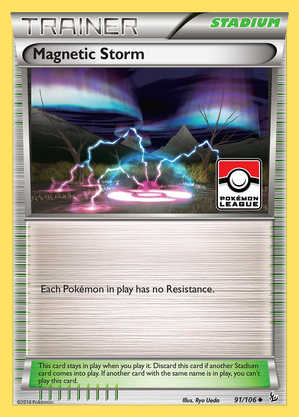 TRAINER
STADIUM
Magnetic Storm
POKÉMON
LEAGUE
Each Pokémon in play has no Resistance.
This card stays in play when you play it. Discard this card if another Stadium
card comes into play. If another card with the same name is in play, you can't
play this card.
©2014 Pokémon
Illus. Ryo Ueda
91/106